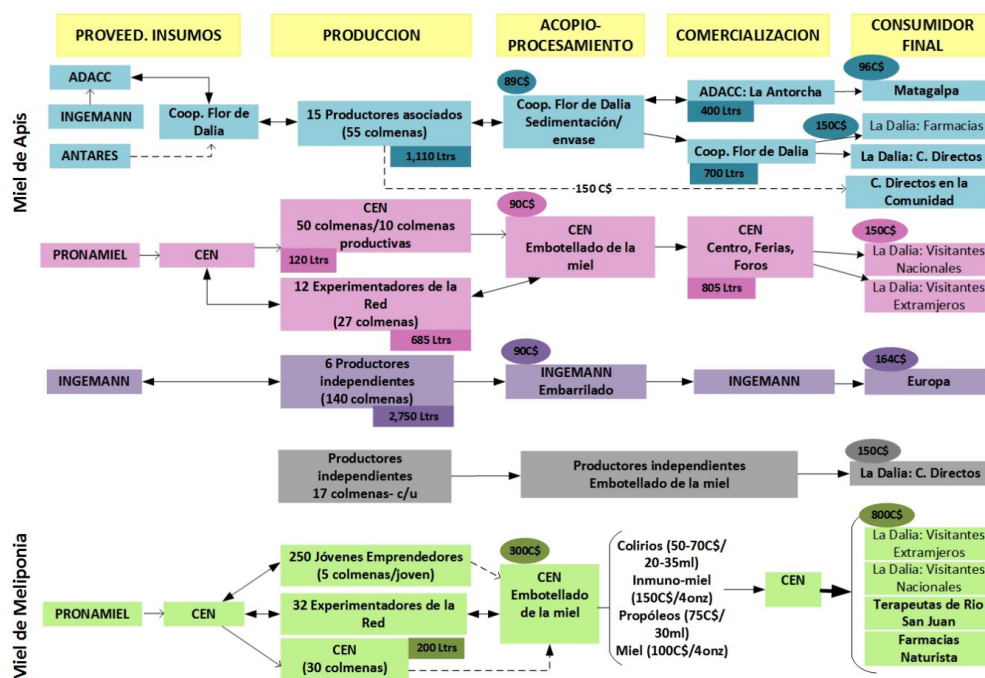 PROVEED. INSUMOS
PRODUCCION
ACOPIO-
PROCESAMIENTO
COMERCIALIZACION
CONSUMIDOR
FINAL
Miel de Apis
ADACC
INGEMANN
ANTARES
Coop. Flor de
Dalia
15 Productores asociados
(55 colmenas)
1,110 Ltrs
89C$
Coop. Flor de Dalia
Sedimentación/
envase
ADACC: La Antorcha
400 Ltrs
Coop. Flor de Dalia
700 Ltrs
96C$
Matagalpa
150C$
La Dalia: Farmacias
La Dalia: C. Directos
150 C$
C. Directos en la
Comunidad
PRONAMIEL
CEN
CEN
50 colmenas/10 colmenas
productivas
120 Ltrs
12 Experimentadores de la
Red
(27 colmenas)
685 Ltrs
90C$
CEN
Embotellado de la
miel
CEN
Centro, Ferias,
Foros
805 Ltrs
150C$
La Dalia: Visitantes
Nacionales
La Dalia: Visitantes
Extranjeros
INGEMANN
6 Productores
independientes
(140 colmenas)
2,750 Ltrs
90C$
INGEMANN
Embarrilado
INGEMANN
164C$
Europa
Productores
independientes
17 colmenas- c/u
Productores independientes
Embotellado de la miel
150C$
La Dalia: C. Directos
Miel de Meliponia
PRONAMIEL
CEN
250 Jóvenes Emprendedores
(5 colmenas/joven)
32 Experimentadores de la
Red
200 Ltrs
CEN
(30 colmenas)
300C$
CEN
Embotellado
de la miel
Colirios (50-70C$/
20-35ml)
Inmuno-miel
(150C$/4onz)
Propóleos (75C$/
30ml)
Miel (100C$/4onz)
CEN
800C$
La Dalia: Visitantes
Extranjeros
La Dalia: Visitantes
Nacionales
Terapeutas de Rio
San Juan
Farmacias
Naturista